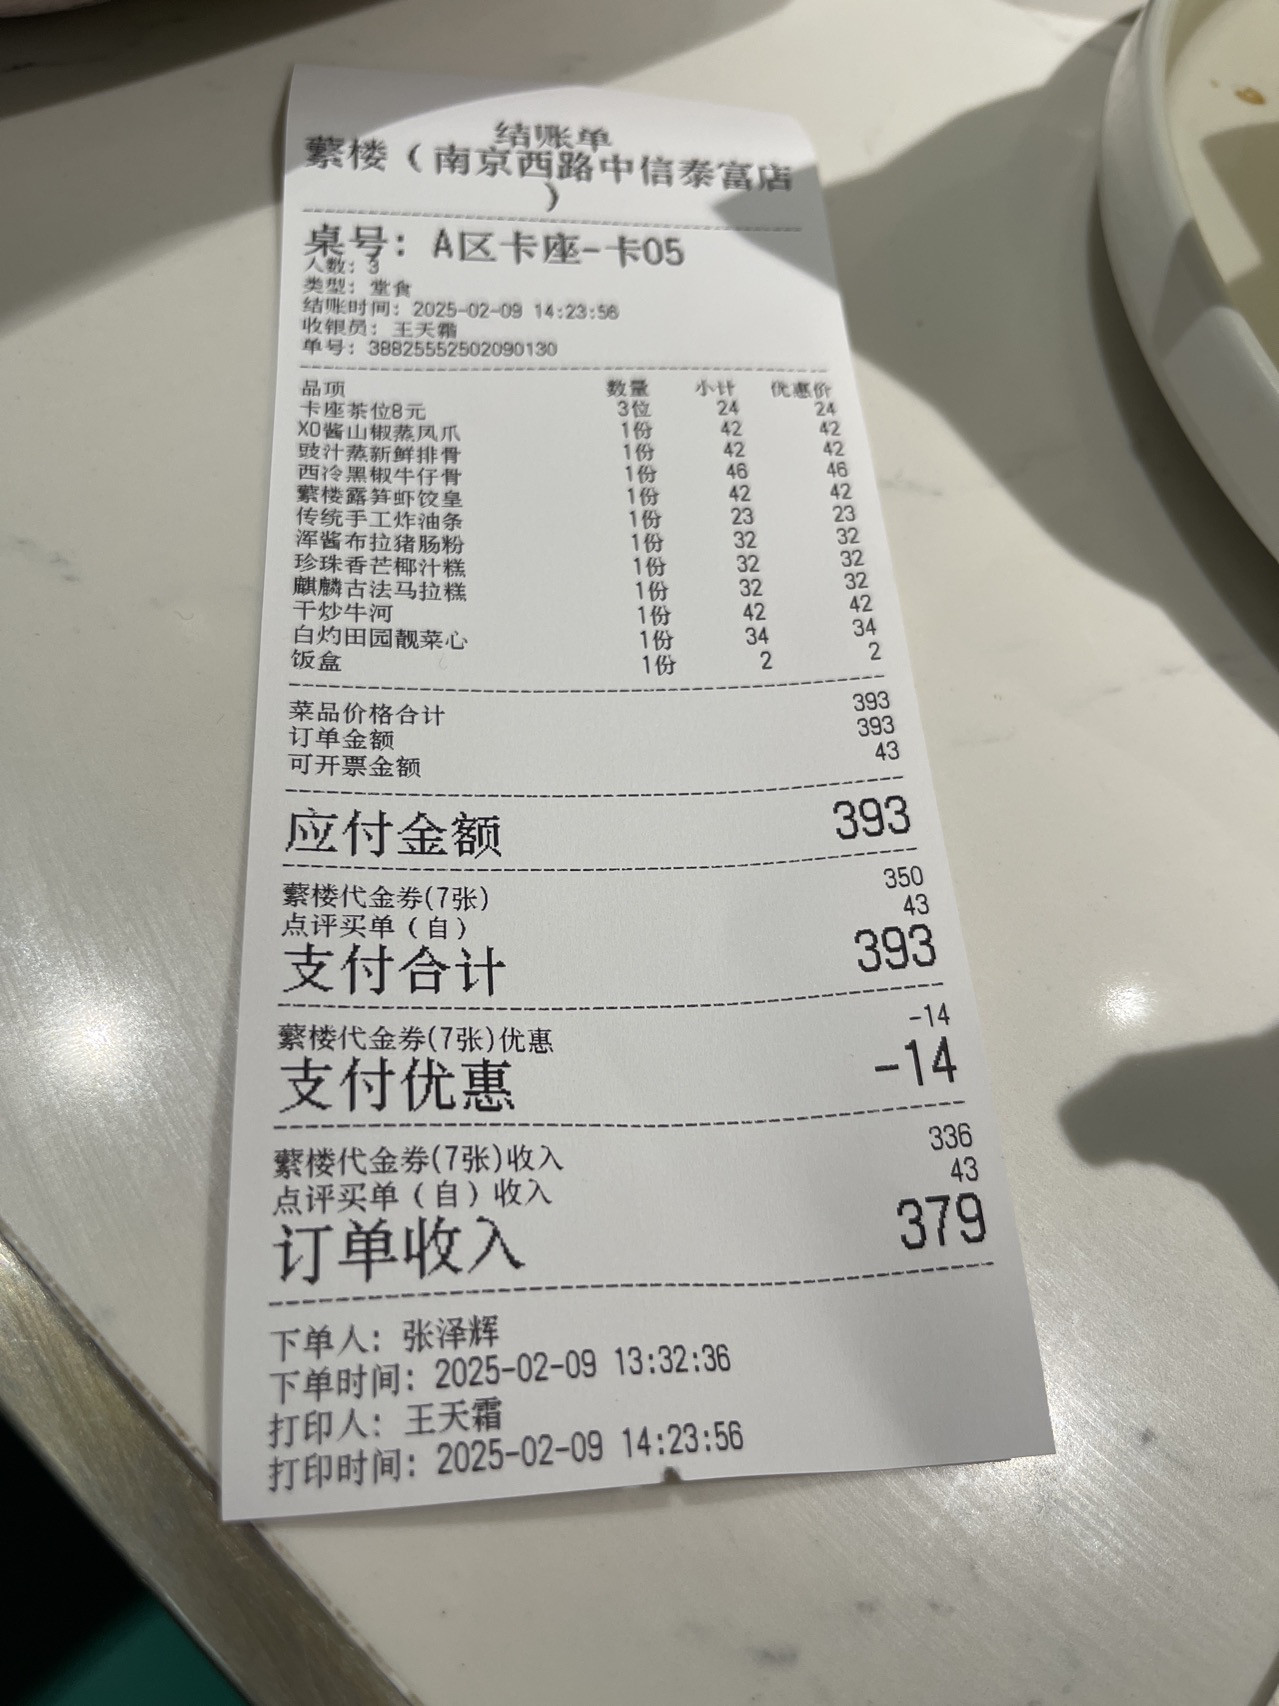 结账单
蘩楼（南京西路中信泰富店
）
桌号：A区卡座-卡05
人数：3
类型：堂食
结账时间：2025-02-09 14:23:56
收银员：王天霜
单号：3882555250209013​0
品项 数量 小计 优惠价
卡座茶位8元 3位 24 24
XO酱山椒蒸凤爪 1份 42 42
豉汁蒸新鲜排骨 1份 42 42
西冷黑椒牛仔骨 1份 46 46
蘩楼露笋虾饺皇 1份 42 42
传统手工炸油条 1份 23 23
浑酱布拉猪肠粉 1份 32 32
珍珠香芒椰汁糕 1份 32 32
麒麟古法马拉糕 1份 32 32
干炒牛河 1份 42 42
白灼田园靓菜心 1份 34 34
饭盒 1份 2 2
菜品价格合计 393
订单金额 393
可开票金额 43
应付金额 393
蘩楼代金券(7张) 350
点评买单（自） 43
支付合计 393
蘩楼代金券(7张)优惠 -14
支付优惠 -14
蘩楼代金券(7张)收入 336
点评买单（自）收入 43
订单收入 379
下单人：张泽辉
下单时间：2025-02-09 13:32:36
打印人：王天霜
打印时间：2025-02-09 14:23:56